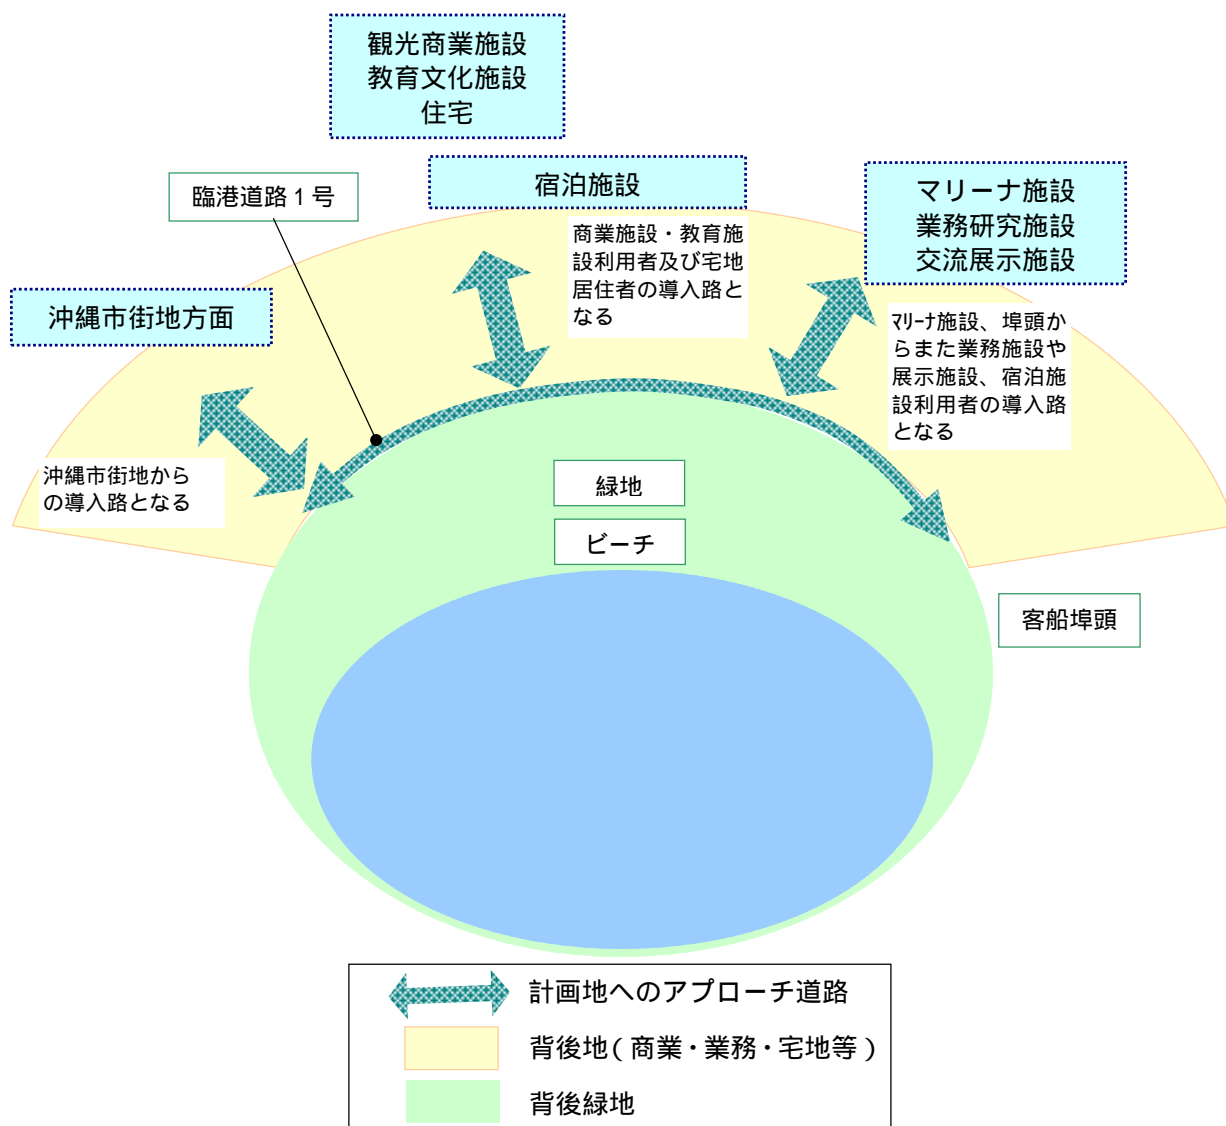 観光商業施設
教育文化施設
住宅
宿泊施設
臨港道路１号
マリーナ施設
業務研究施設
交流展示施設
商業施設・教育施
設利用者及び宅地
居住者の導入路と
なる
沖縄市街地方面
ﾏﾘｰﾅ施設、埠頭か
らまた業務施設や
展示施設、宿泊施
設利用者の導入路
となる
沖縄市街地から
の導入路となる
緑地
ビーチ
客船埠頭
計画地へのアプローチ道路
背後地(商業・業務・宅地等)
背後緑地